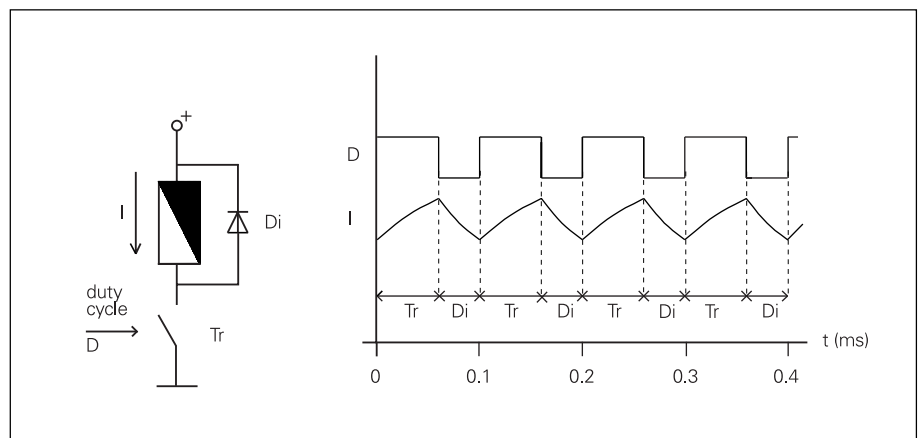 +
I
Di
duty
cycle
D
Tr
D
I
Tr Di Tr Di Tr Di Tr Di
t (ms)
0 0.1 0.2 0.3 0.4